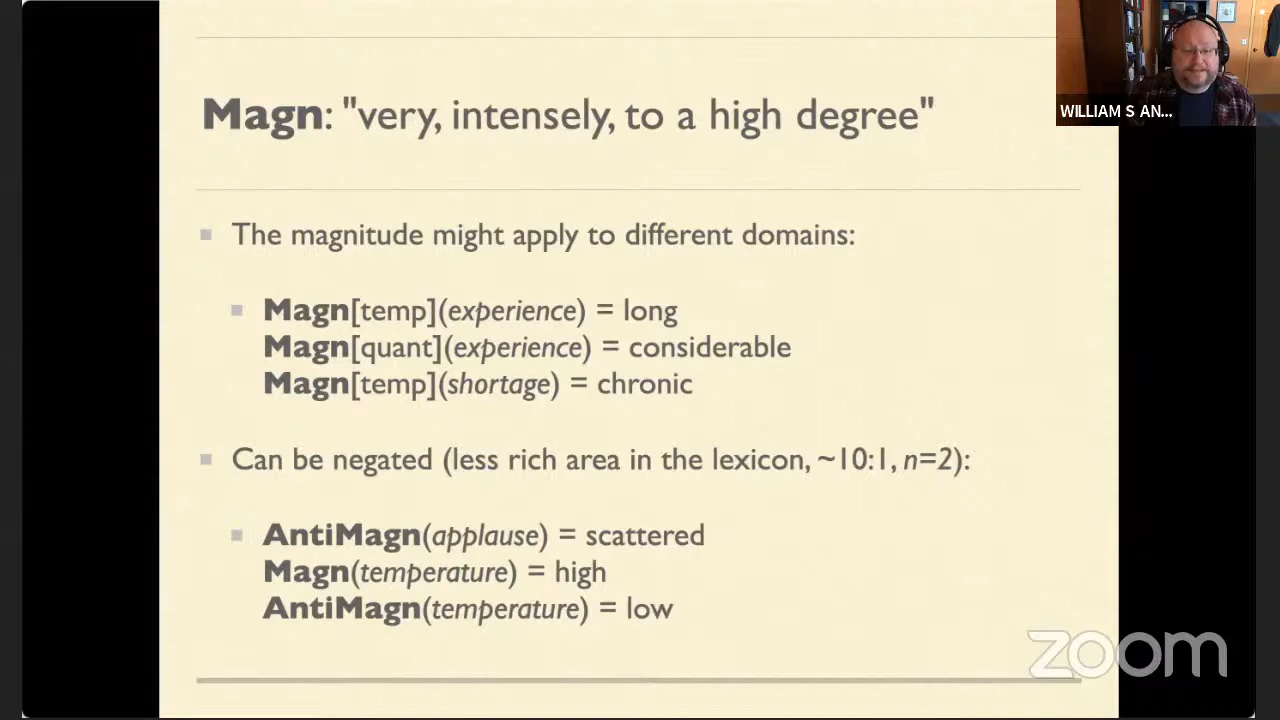 Magn: "very, intensely, to a high degree"
WILLIAM S AN...
The magnitude might apply to different domains:
Magn[temp](experience) = long
Magn[quant](experience) = considerable
Magn[temp](shortage) = chronic
Can be negated (less rich area in the lexicon, ~10:1, n=2):
AntiMagn(applause) = scattered
Magn(temperature) = high
AntiMagn(temperature) = low
zoom